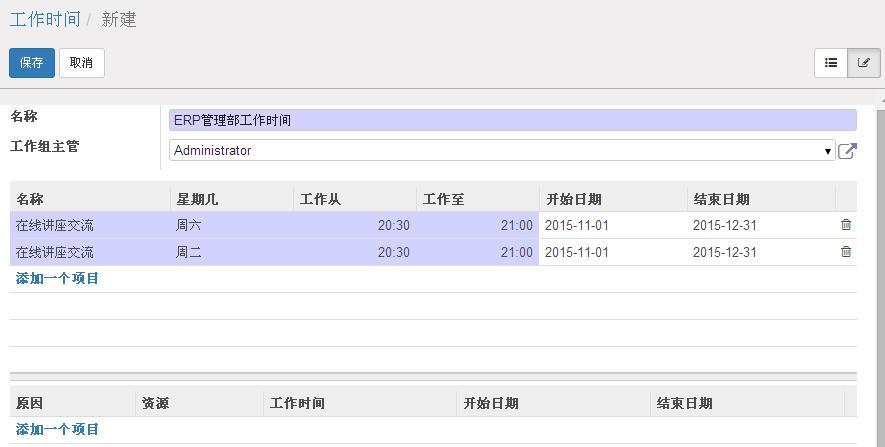 工作时间 / 新建
保存 取消
名称 ERP管理部工作时间
工作组主管 Administrator
名称 星期几 工作从 工作至 开始日期 结束日期
在线讲座交流 周六 20:30 21:00 2015-11-01 2015-12-31
在线讲座交流 周二 20:30 21:00 2015-11-01 2015-12-31
添加一个项目
原因 资源 工作时间 开始日期 结束日期
添加一个项目